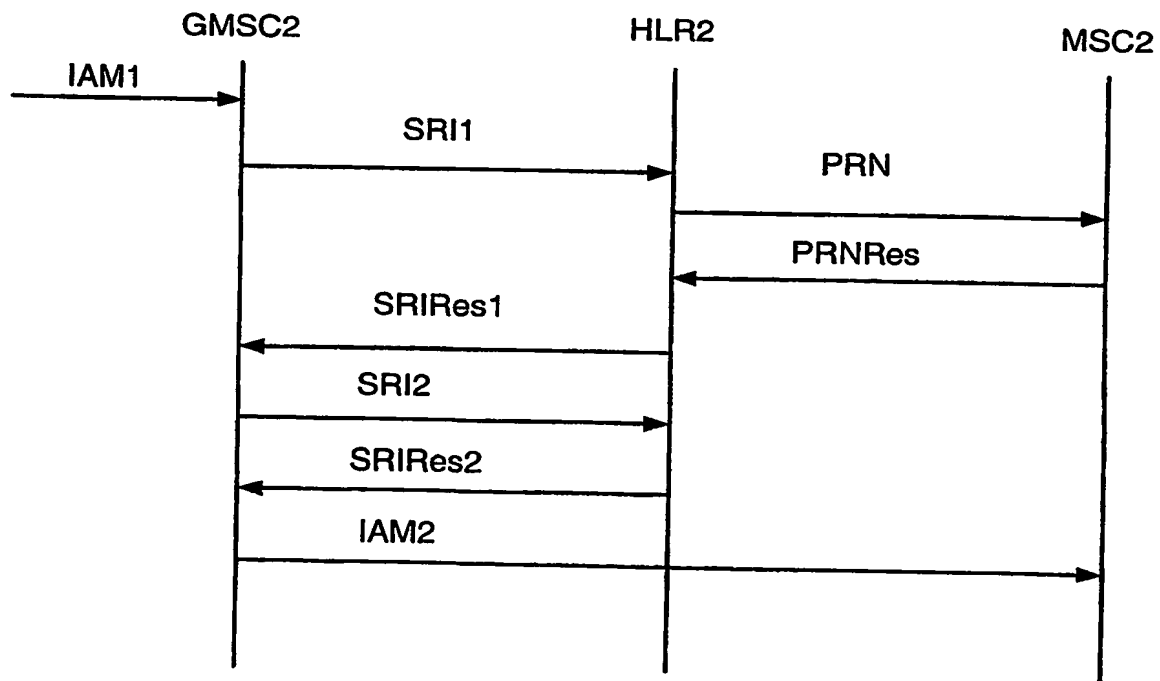 GMSC2
HLR2
MSC2
IAM1
SRI1
PRN
PRNRes
SRIRes1
SRI2
SRIRes2
IAM2